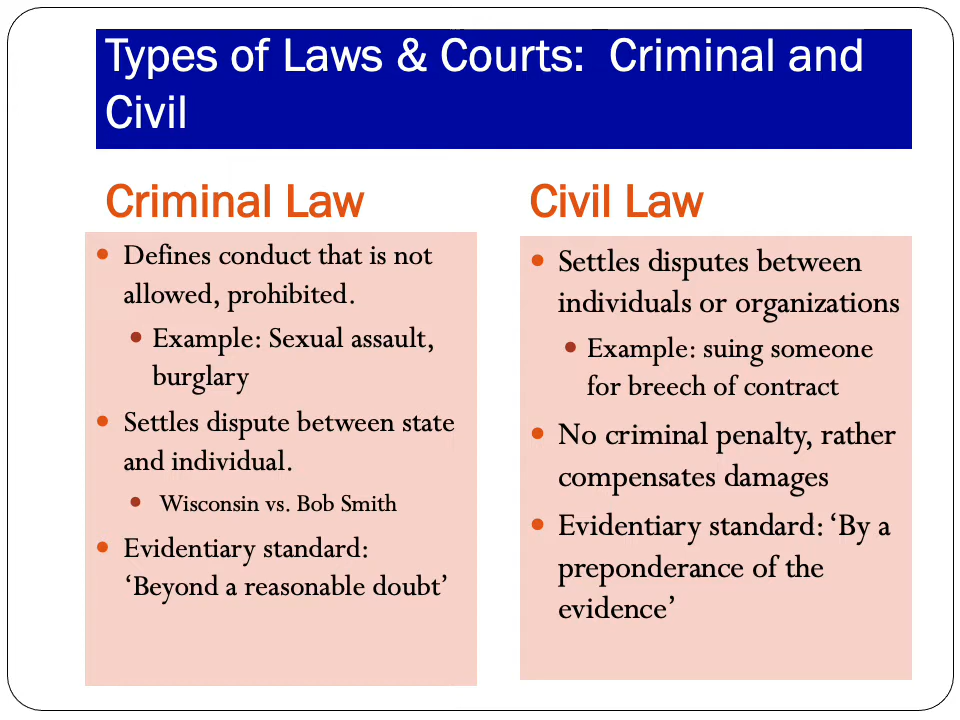 Types of Laws & Courts:  Criminal and
Civil
Criminal Law
• Defines conduct that is not
allowed, prohibited.
• Example: Sexual assault,
burglary
• Settles dispute between state
and individual.
• Wisconsin vs. Bob Smith
• Evidentiary standard:
‘Beyond a reasonable doubt’
Civil Law
• Settles disputes between
individuals or organizations
• Example: suing someone
for breech of contract
• No criminal penalty, rather
compensates damages
• Evidentiary standard: ‘By a
preponderance of the
evidence’